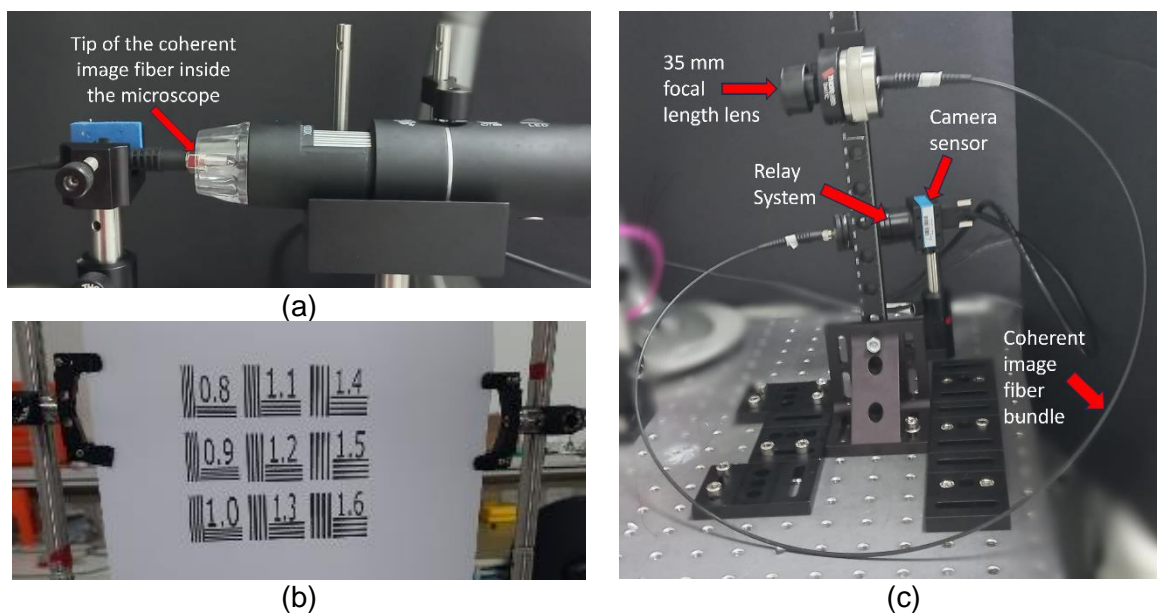 Tip of the coherent
image fiber inside
the microscope
(a)
0.8 1.1 1.4
0.9 1.2 1.5
1.0 1.3 1.6
(b)
35 mm
focal
length lens
Camera
sensor
Relay
System
Coherent
image
fiber
bundle
(c)